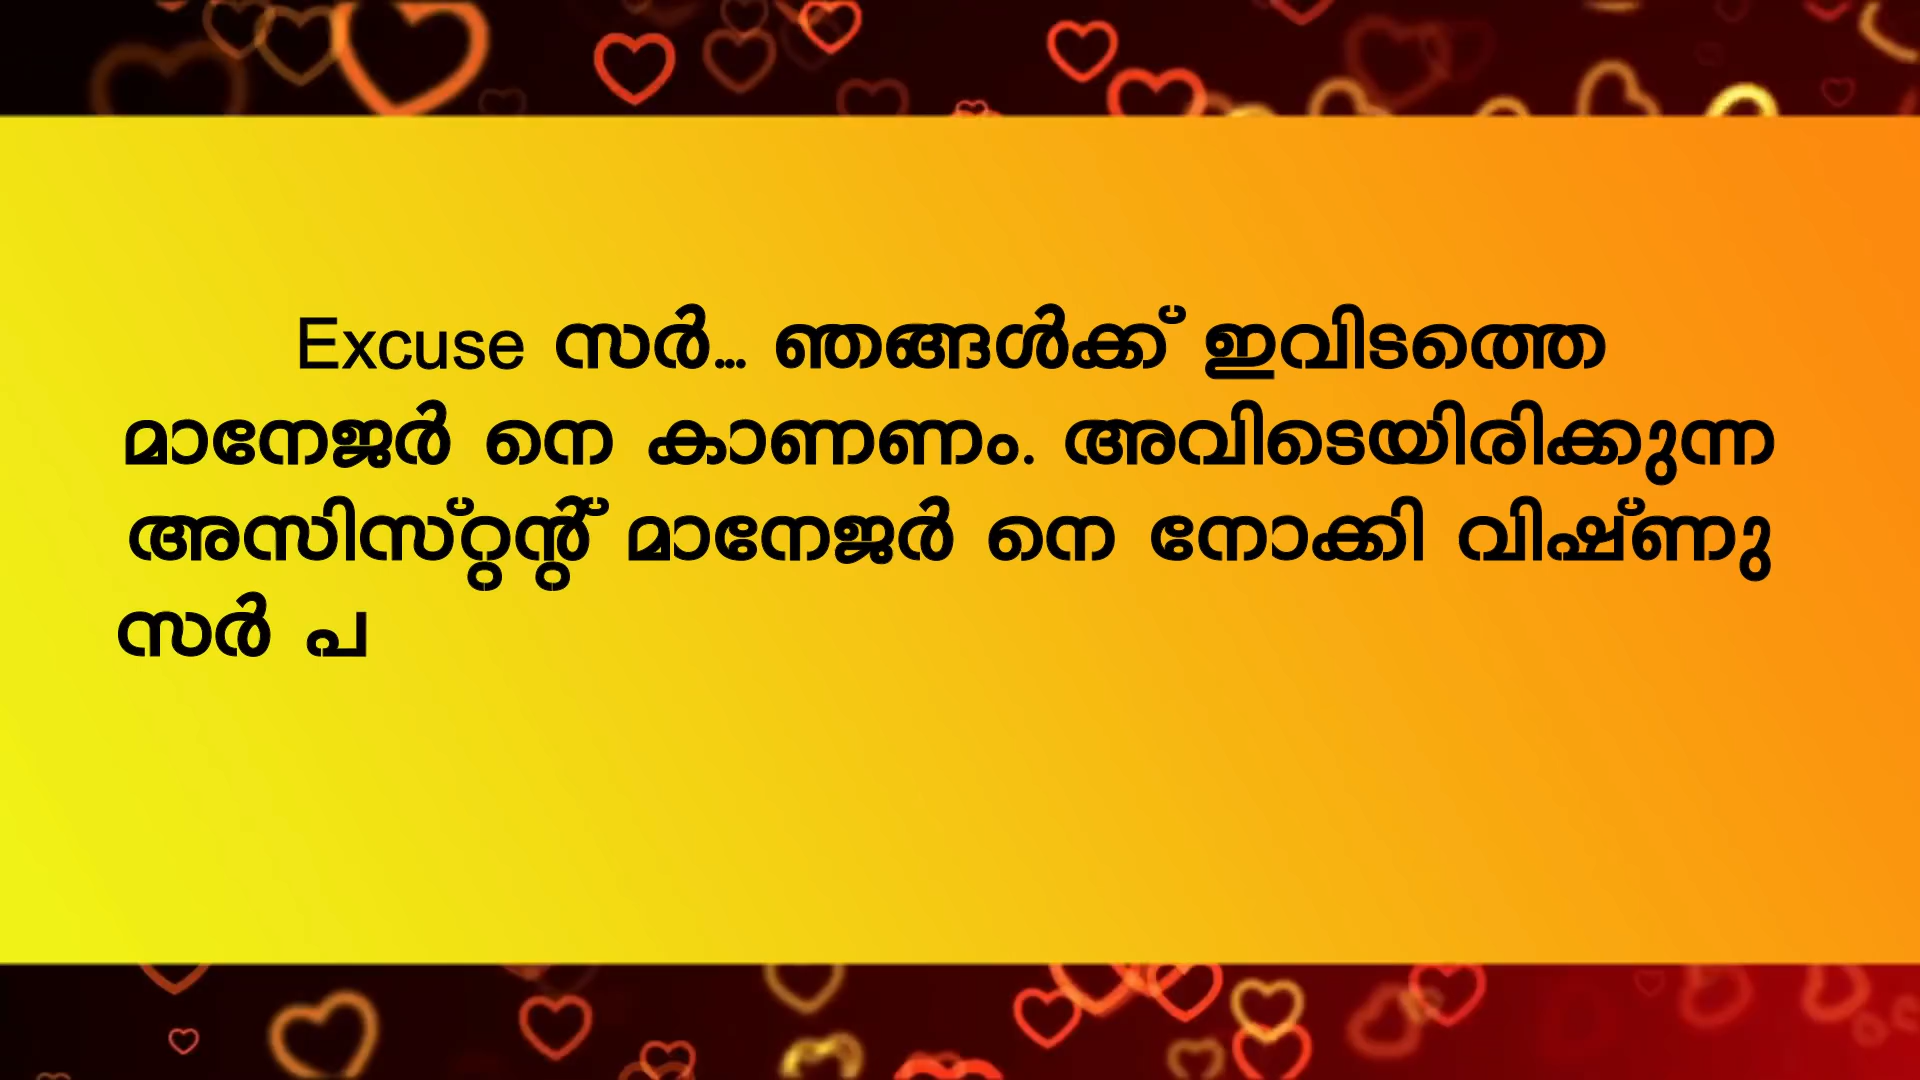 Excuse സർ... ഞങ്ങൾക്ക് ഇവിടത്തെ
മാനേജർ നെ കാണണം. അവിടെയിരിക്കുന്ന
അസിസ്റ്റന്റ് മാനേജർ നെ നോക്കി വിഷ്ണു
സർ പ